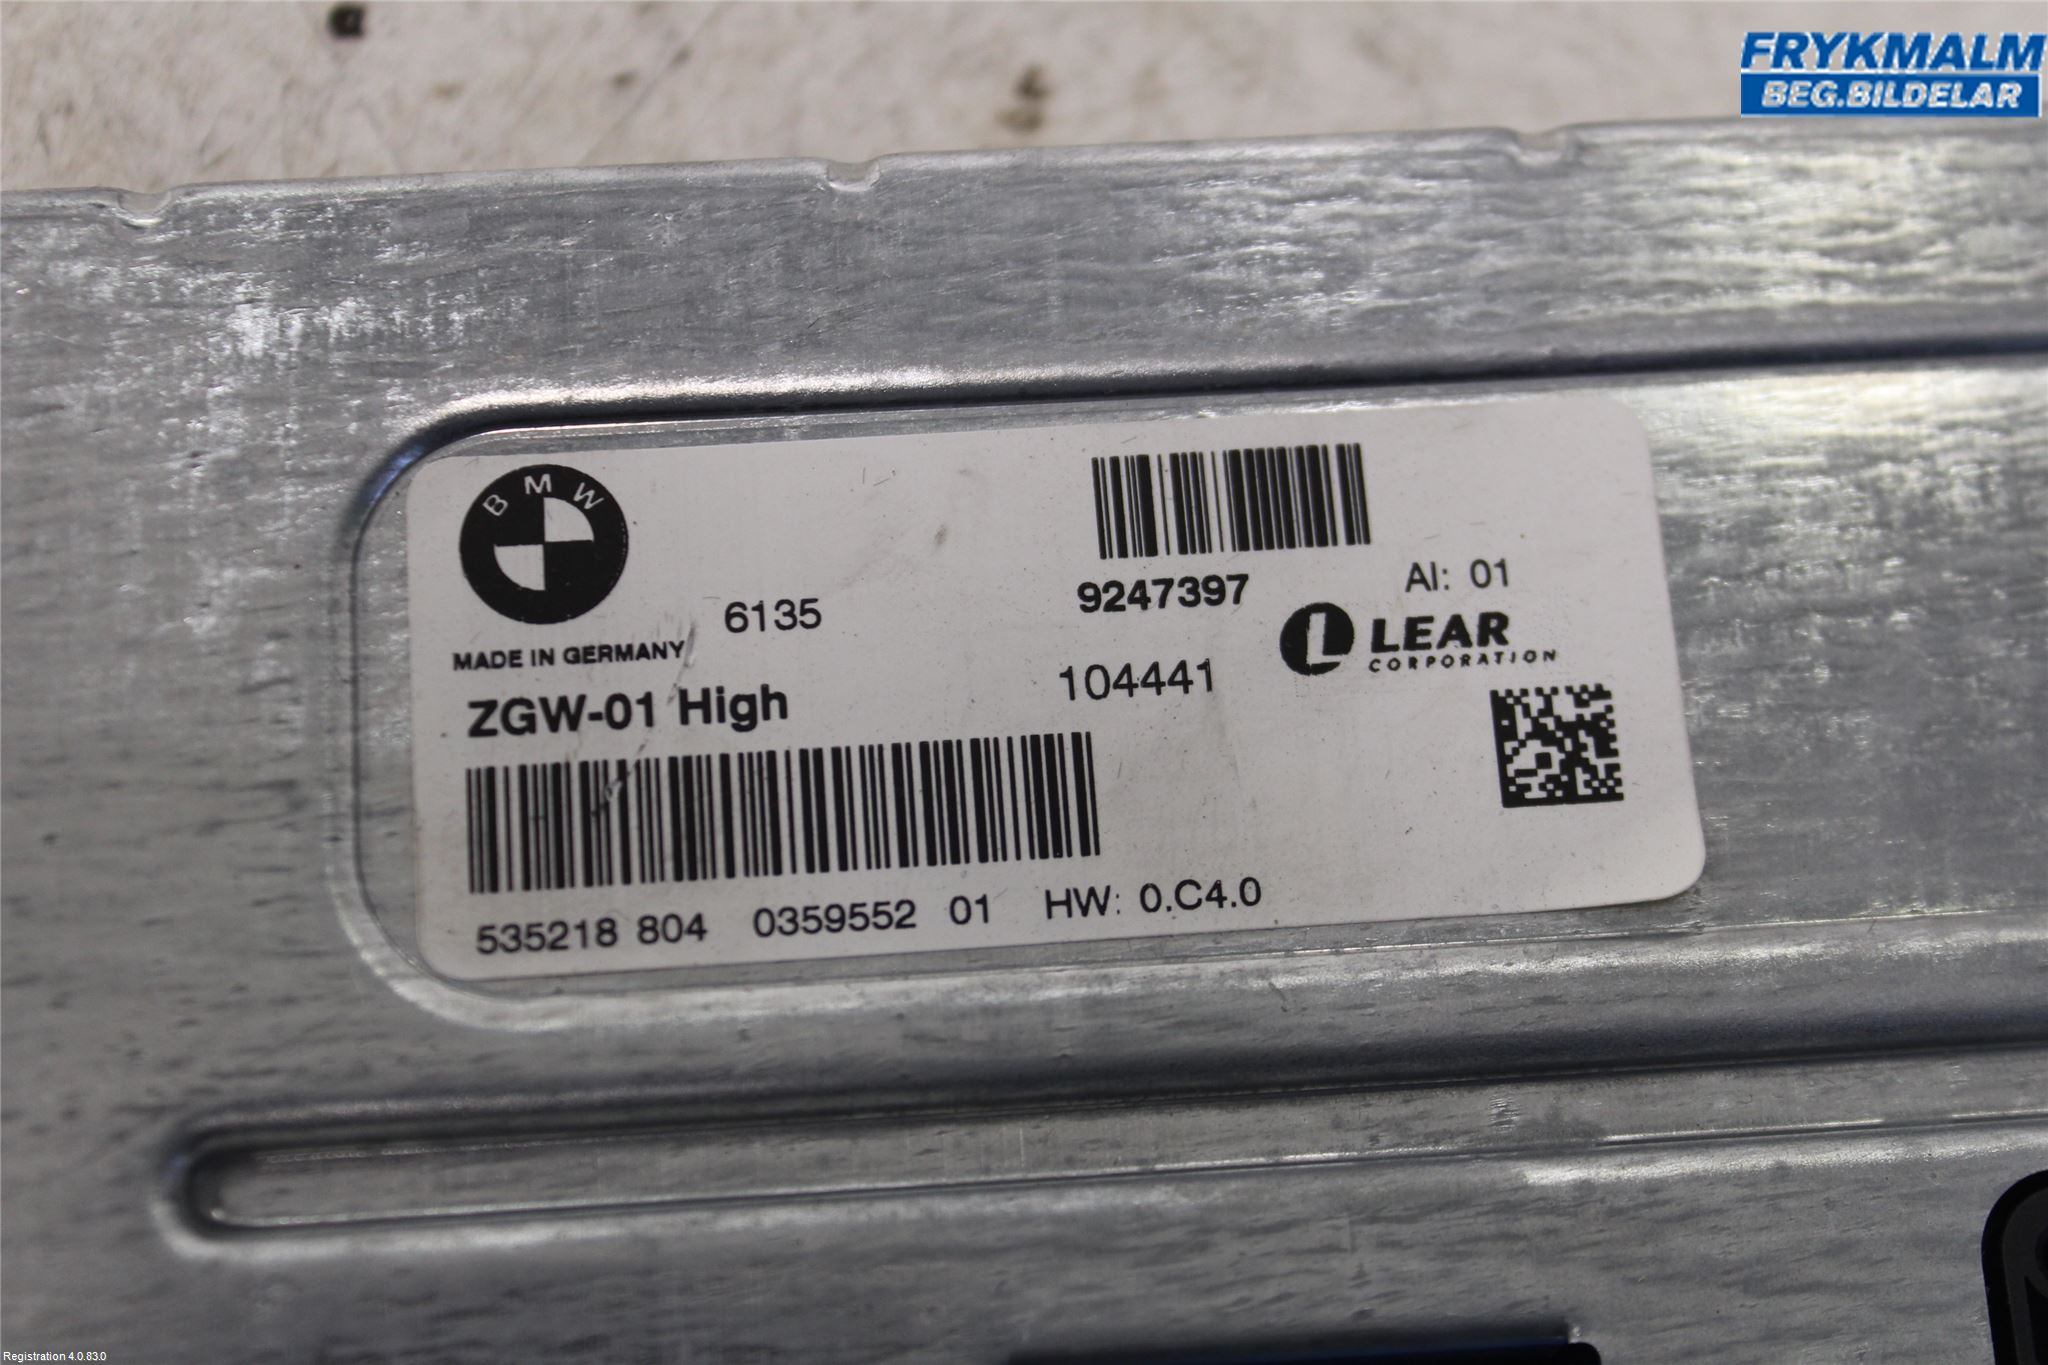 FRYKMALM
BEG.BILDELAR
BMW
6135
9247397
AI: 01
MADE IN GERMANY
LEAR
CORPORATION
ZGW-01 High
104441
535218 804 0359552 01 HW: 0.C4.0
Registration 4.0.83.0